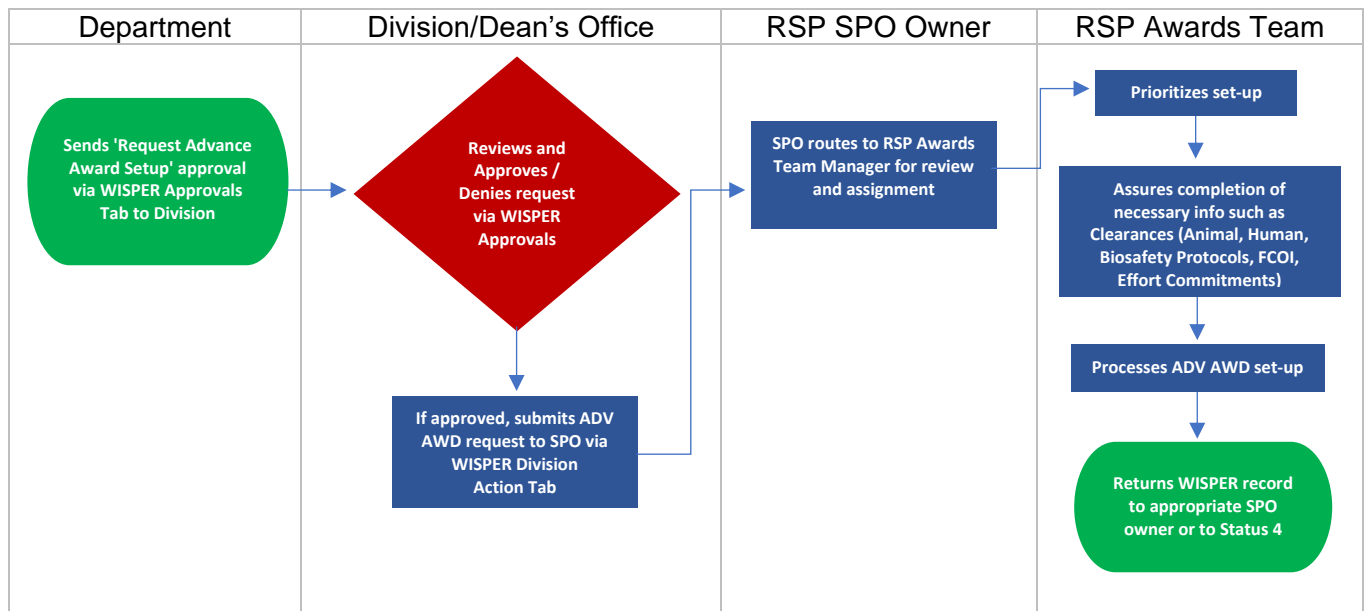 Department
Division/Dean's Office
RSP SPO Owner
RSP Awards Team
Sends 'Request Advance
Award Setup' approval
via WISPER Approvals
Tab to Division
Reviews and
Approves /
Denies request
via WISPER
Approvals
If approved, submits ADV
AWD request to SPO via
WISPER Division
Action Tab
SPO routes to RSP Awards
Team Manager for review
and assignment
Prioritizes set-up
Assures completion of
necessary info such as
Clearances (Animal, Human,
Biosafety Protocols, FCOI,
Effort Commitments)
Processes ADV AWD set-up
Returns WISPER record
to appropriate SPO
owner or to Status 4